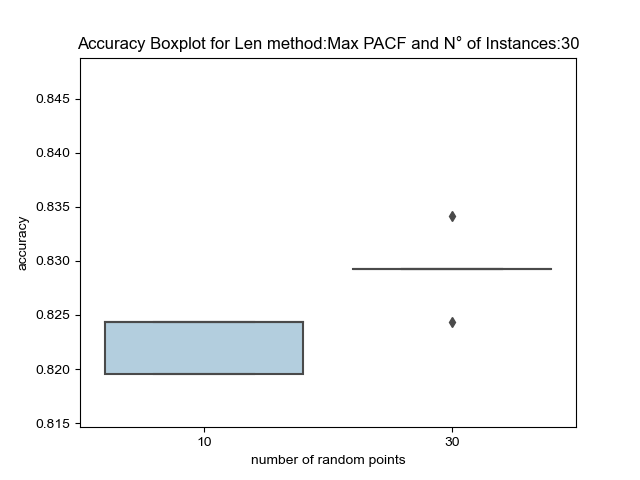 Accuracy Boxplot for Len method:Max PACF and N° of Instances:30
0.845
0.840
0.835
0.830
0.825
0.820
0.815
accuracy
10 30
number of random points